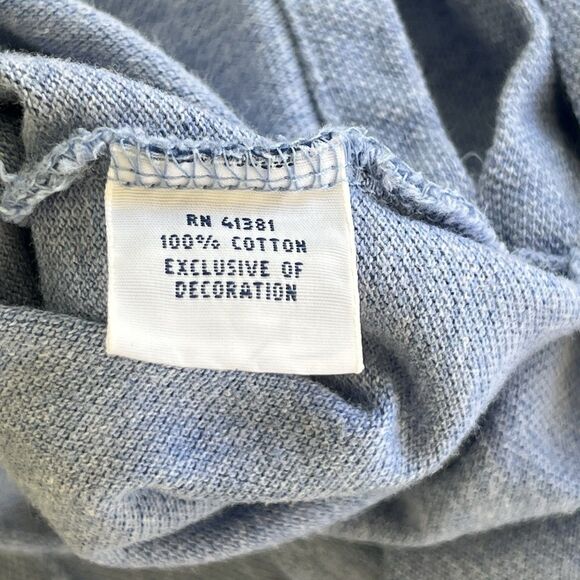 RN 41381
100% COTTON
EXCLUSIVE OF
DECORATION